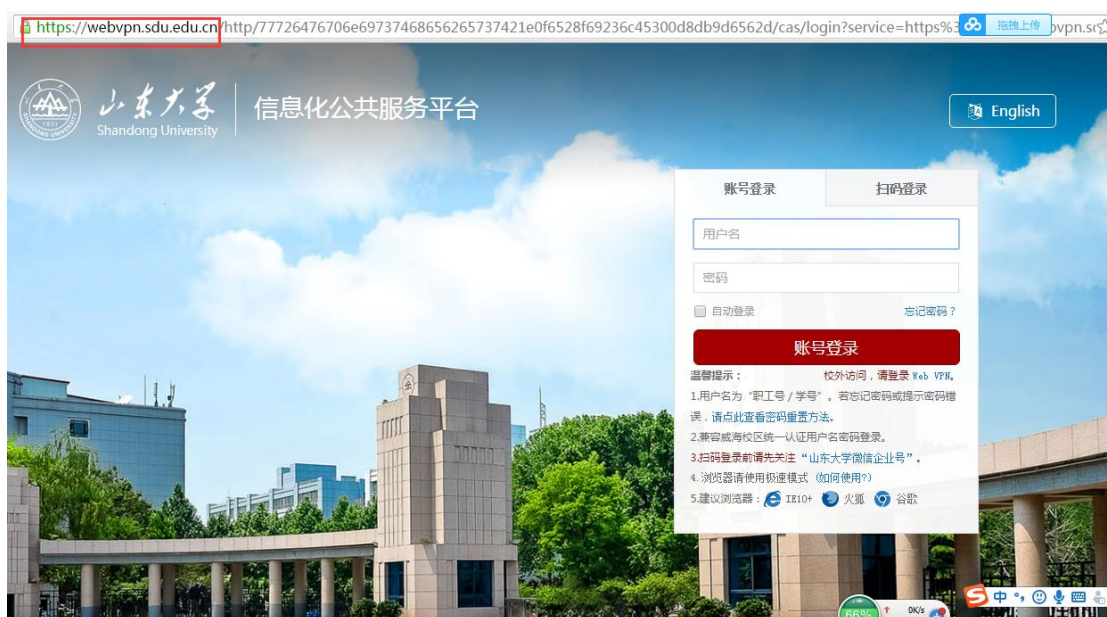 https://webvpn.sdu.edu.cn/http/77726476706e69737468656265737421e0f6528f69236c45300d8db9d6562d/cas/login?service=https%3
拖拽上传
山东大学
Shandong University
信息化公共服务平台
English
账号登录
扫码登录
用户名
密码
自动登录
忘记密码？
账号登录
温馨提示： 校外访问，请登录 Web VPN。
1.用户名为“职工号/学号”。若忘记密码或提示密码错
误，请点此查看密码重置方法。
2.兼容威海校区统一认证用户名密码登录。
3.扫码登录前请先关注“山东大学微信企业号”。
4.浏览器请使用极速模式（如何使用?）
5.建议浏览器： IE10+ 火狐 谷歌
中
66%
0K/s